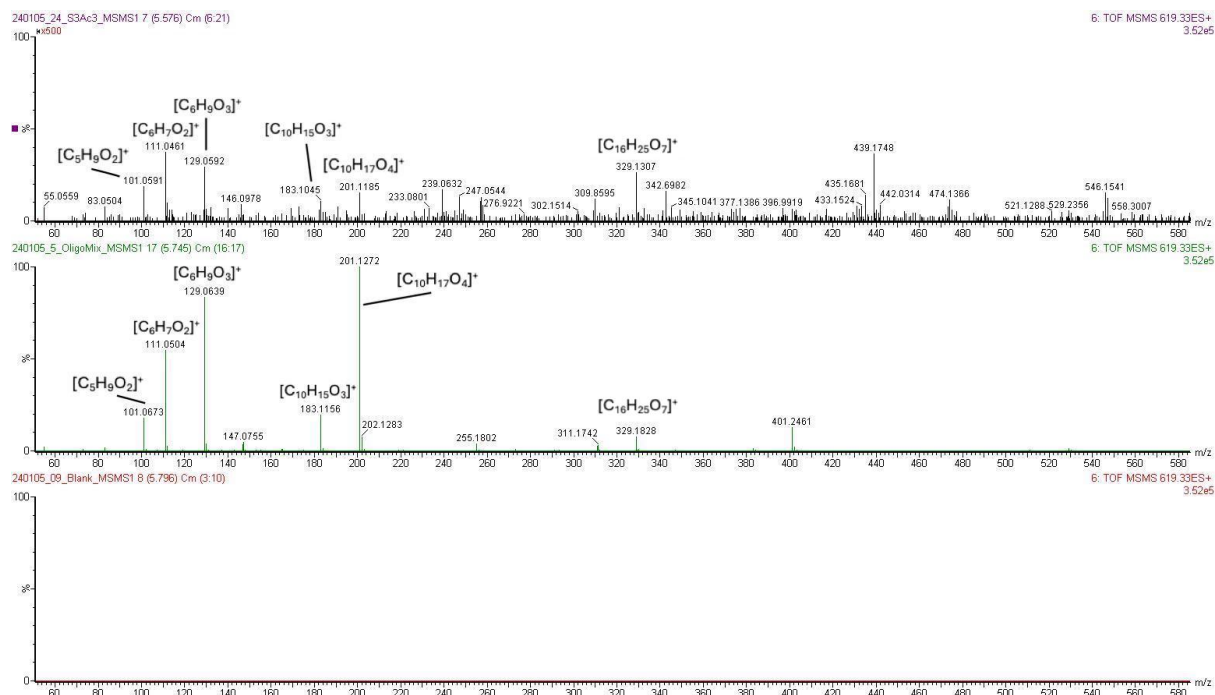 240105_24_S3Ac3_MSMS1 7 (5.576) Cm (6:21)
6: TOF MSMS 619.33ES+
3.52e5
x500
100
%
0
[C₅H₉O₂]⁺
[C₆H₇O₂]⁺
[C₆H₉O₃]⁺
[C₁₀H₁₅O₃]⁺
[C₁₀H₁₇O₄]⁺
[C₁₆H₂₅O₇]⁺
55.0559
83.0504
101.0591
111.0461
129.0592
146.0978
183.1045
201.1185
233.0801
239.0632
247.0544
276.9221
302.1514
309.8595
329.1307
342.6982
345.1041
377.1386
396.9919
433.1524
435.1681
439.1748
442.0314
474.1366
521.1288
529.2356
546.1541
558.3007
60 80 100 120 140 160 180 200 220 240 260 280 300 320 340 360 380 400 420 440 460 480 500 520 540 560 580
m/z
240105_5_OligoMix_MSMS1 17 (5.745) Cm (16:17)
6: TOF MSMS 619.33ES+
3.52e5
100
%
0
[C₅H₉O₂]⁺
[C₆H₇O₂]⁺
[C₆H₉O₃]⁺
[C₁₀H₁₅O₃]⁺
[C₁₀H₁₇O₄]⁺
[C₁₆H₂₅O₇]⁺
101.0673
111.0504
129.0639
147.0755
183.1156
201.1272
202.1283
255.1802
311.1742
329.1828
401.2461
60 80 100 120 140 160 180 200 220 240 260 280 300 320 340 360 380 400 420 440 460 480 500 520 540 560 580
m/z
240105_09_Blank_MSMS1 8 (5.796) Cm (3:10)
6: TOF MSMS 619.33ES+
3.52e5
100
%
0
60 80 100 120 140 160 180 200 220 240 260 280 300 320 340 360 380 400 420 440 460 480 500 520 540 560 580
m/z